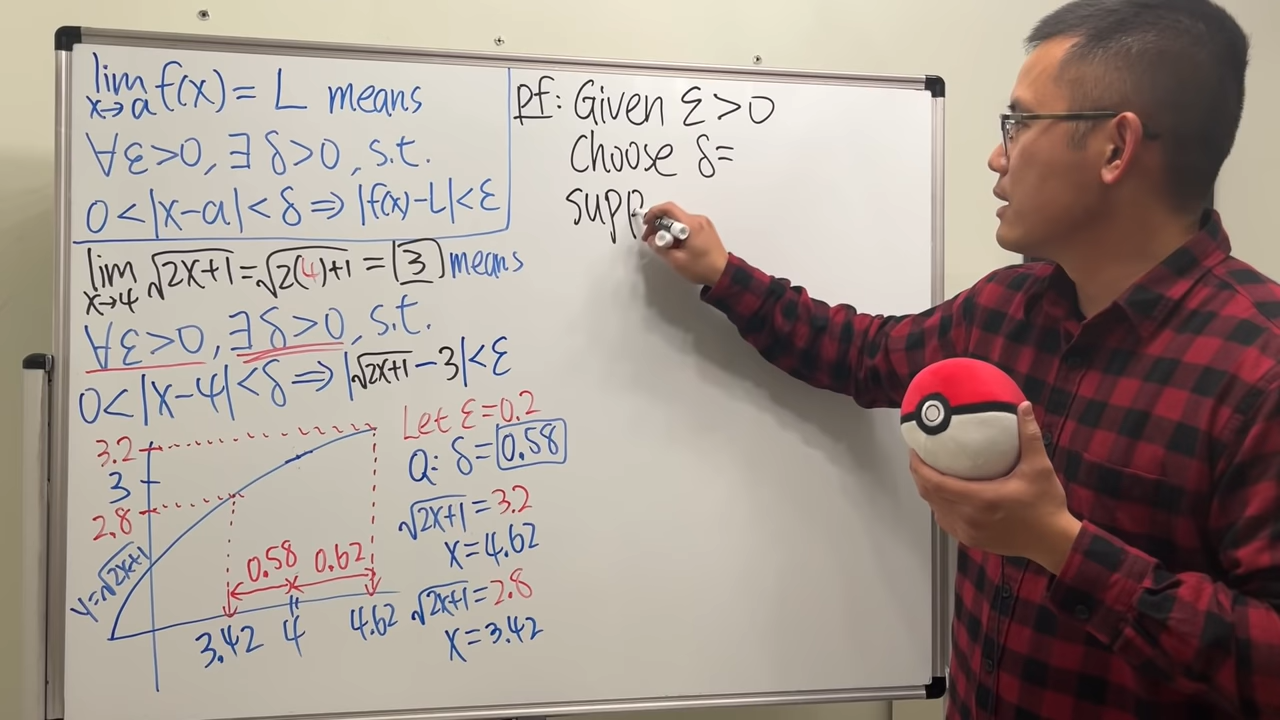 lim f(x) = L means
x→a
∀ε>0, ∃ δ>0, s.t.
0<|x-a|<δ ⇒ |f(x)-L|<ε
lim √(2x+1) = √(2(4)+1) = 3 means
x→4
∀ε>0, ∃ δ>0, s.t.
0<|x-4|<δ ⇒ |√(2x+1) - 3|<ε
Let ε=0.2
Q: δ= 0.58
√(2x+1) = 3.2
x=4.62
√(2x+1) = 2.8
x=3.42
3.2
3
2.8
y=√(2x+1)
0.58 0.62
3.42 4 4.62
pf: Given ε>0
Choose δ=
supp